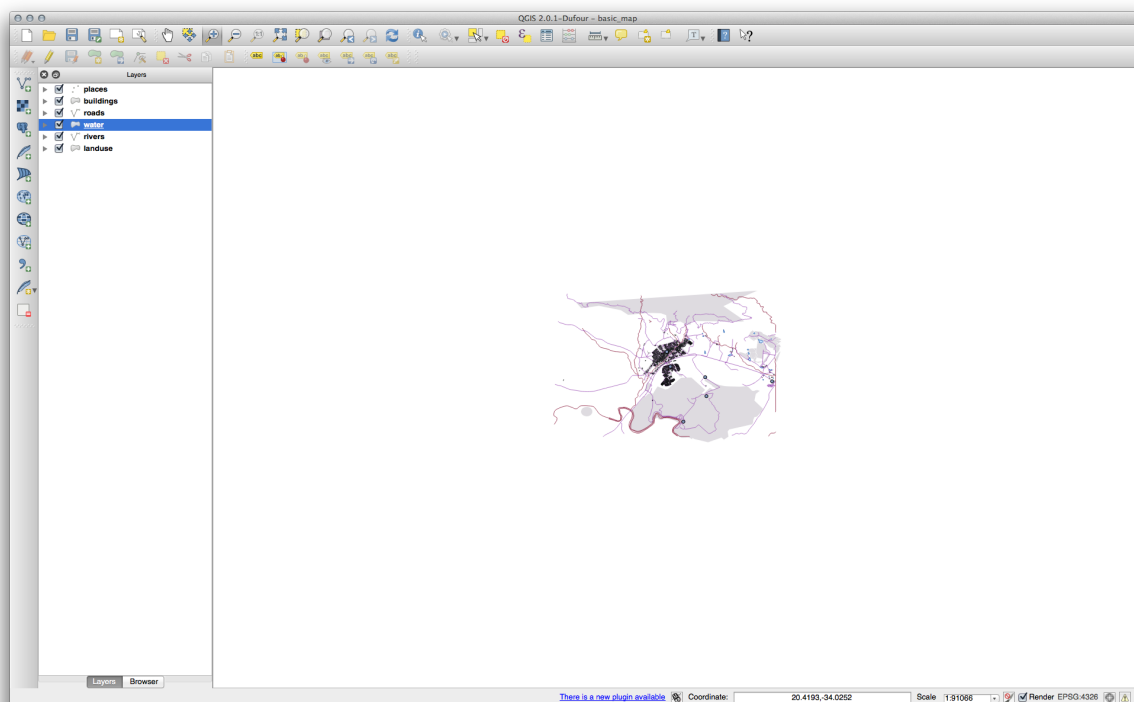 QGIS 2.0.1-Dufour - basic_map
Layers
places
buildings
roads
water
rivers
landuse
Layers Browser
There is a new plugin available Coordinate: 20.4193,-34.0252 Scale 1:91066 Render EPSG:4326